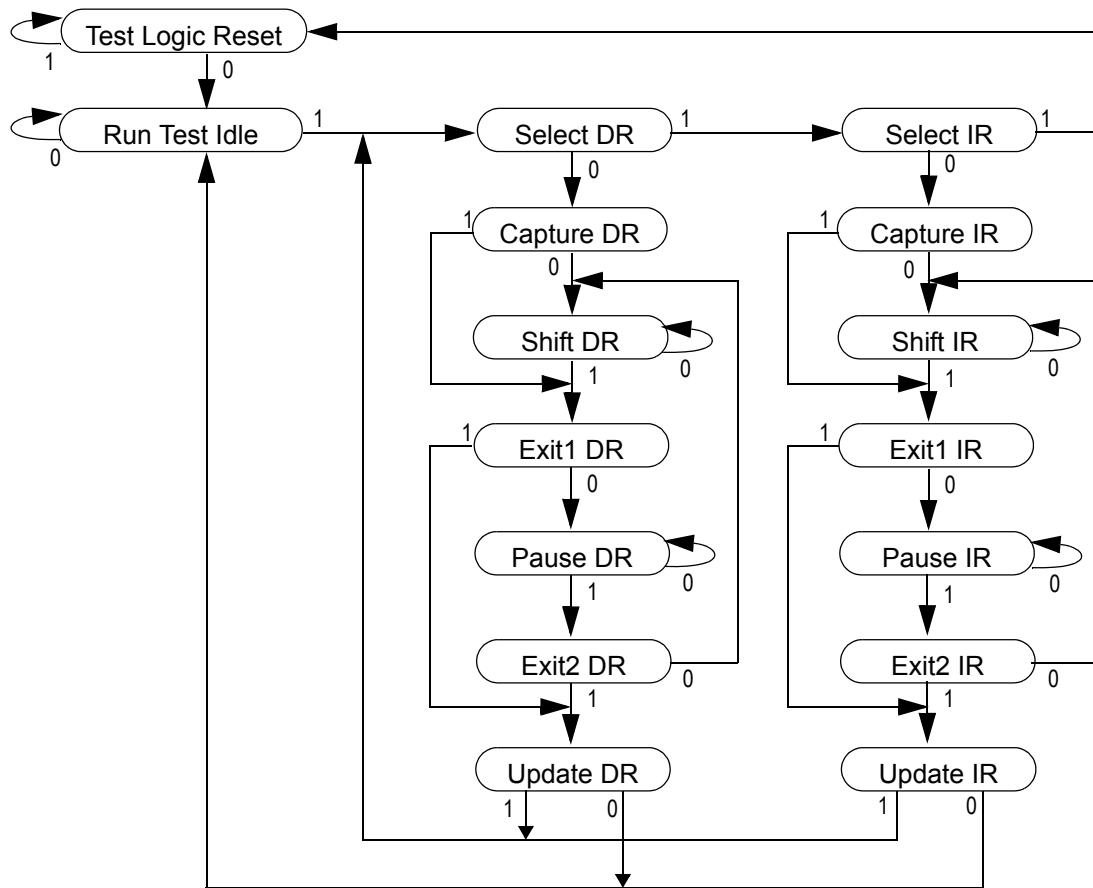 Test Logic Reset
1
0
Run Test Idle
0
1
Select DR
1
Select IR
1
0
0
1
Capture DR
1
Capture IR
0
0
Shift DR
0
Shift IR
0
1
1
1
Exit1 DR
1
Exit1 IR
0
0
Pause DR
0
Pause IR
0
1
1
Exit2 DR
0
Exit2 IR
0
1
1
Update DR
Update IR
1
0
1
0